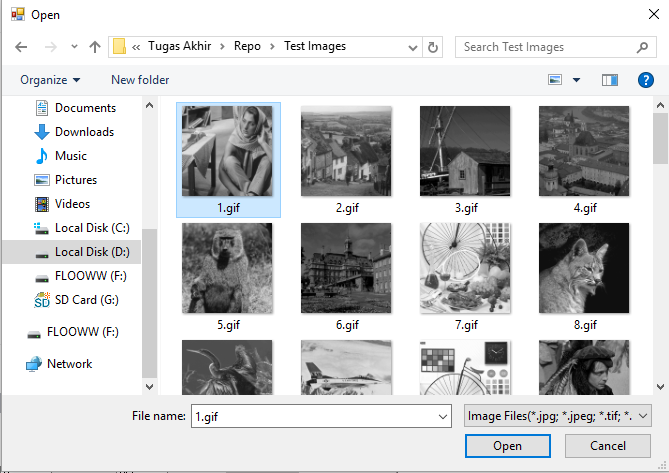 Open
« Tugas Akhir > Repo > Test Images
Search Test Images
Organize
New folder
Documents
Downloads
Music
Pictures
Videos
Local Disk (C:)
Local Disk (D:)
FLOOWW (F:)
SD Card (G:)
FLOOWW (F:)
Network
1.gif
2.gif
3.gif
4.gif
5.gif
6.gif
7.gif
8.gif
File name:
1.gif
Image Files(*.jpg; *.jpeg; *.tif; *.
Open
Cancel